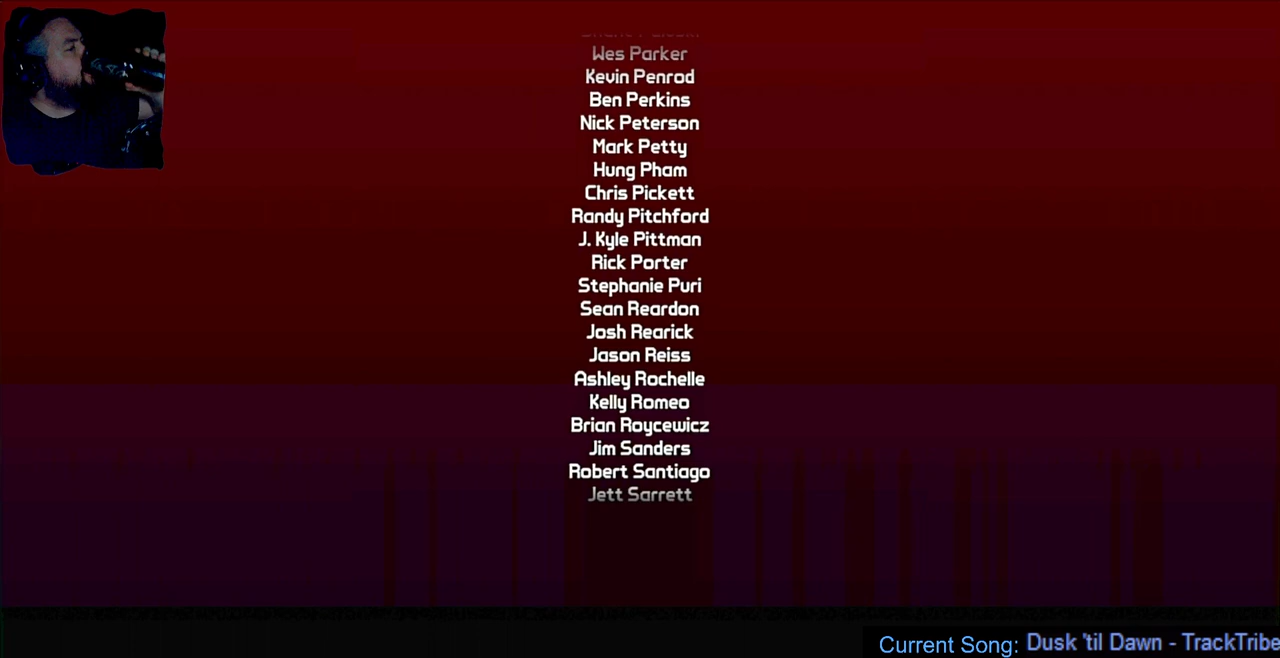 Wes Parker
Kevin Penrod
Ben Perkins
Nick Peterson
Mark Petty
Hung Pham
Chris Pickett
Randy Pitchford
J. Kyle Pittman
Rick Porter
Stephanie Puri
Sean Reardon
Josh Rearick
Jason Reiss
Ashley Rochelle
Kelly Romeo
Brian Roycewicz
Jim Sanders
Robert Santiago
Jett Sarrett
Current Song: Dusk 'til Dawn - TrackTribe